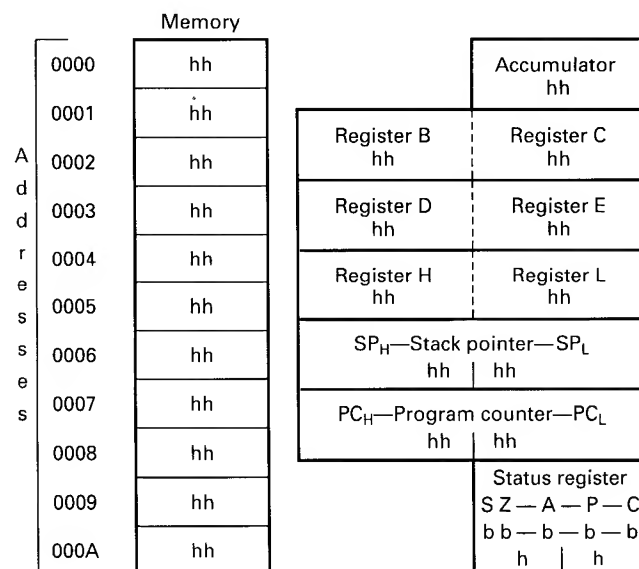 Memory
Addresses
0000 hh
0001 hh
0002 hh
0003 hh
0004 hh
0005 hh
0006 hh
0007 hh
0008 hh
0009 hh
000A hh
Accumulator
hh
Register B Register C
hh hh
Register D Register E
hh hh
Register H Register L
hh hh
SPH—Stack pointer—SPL
hh hh
PCH—Program counter—PCL
hh hh
Status register
S Z — A — P — C
b b — b — b — b
h h